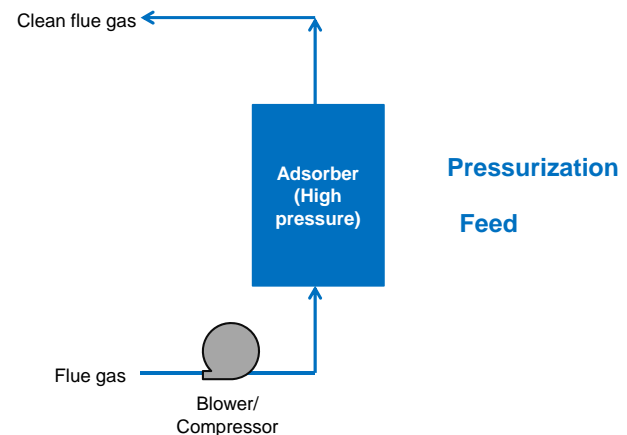 Clean flue gas
Adsorber
(High
pressure)
Pressurization
Feed
Flue gas
Blower/
Compressor